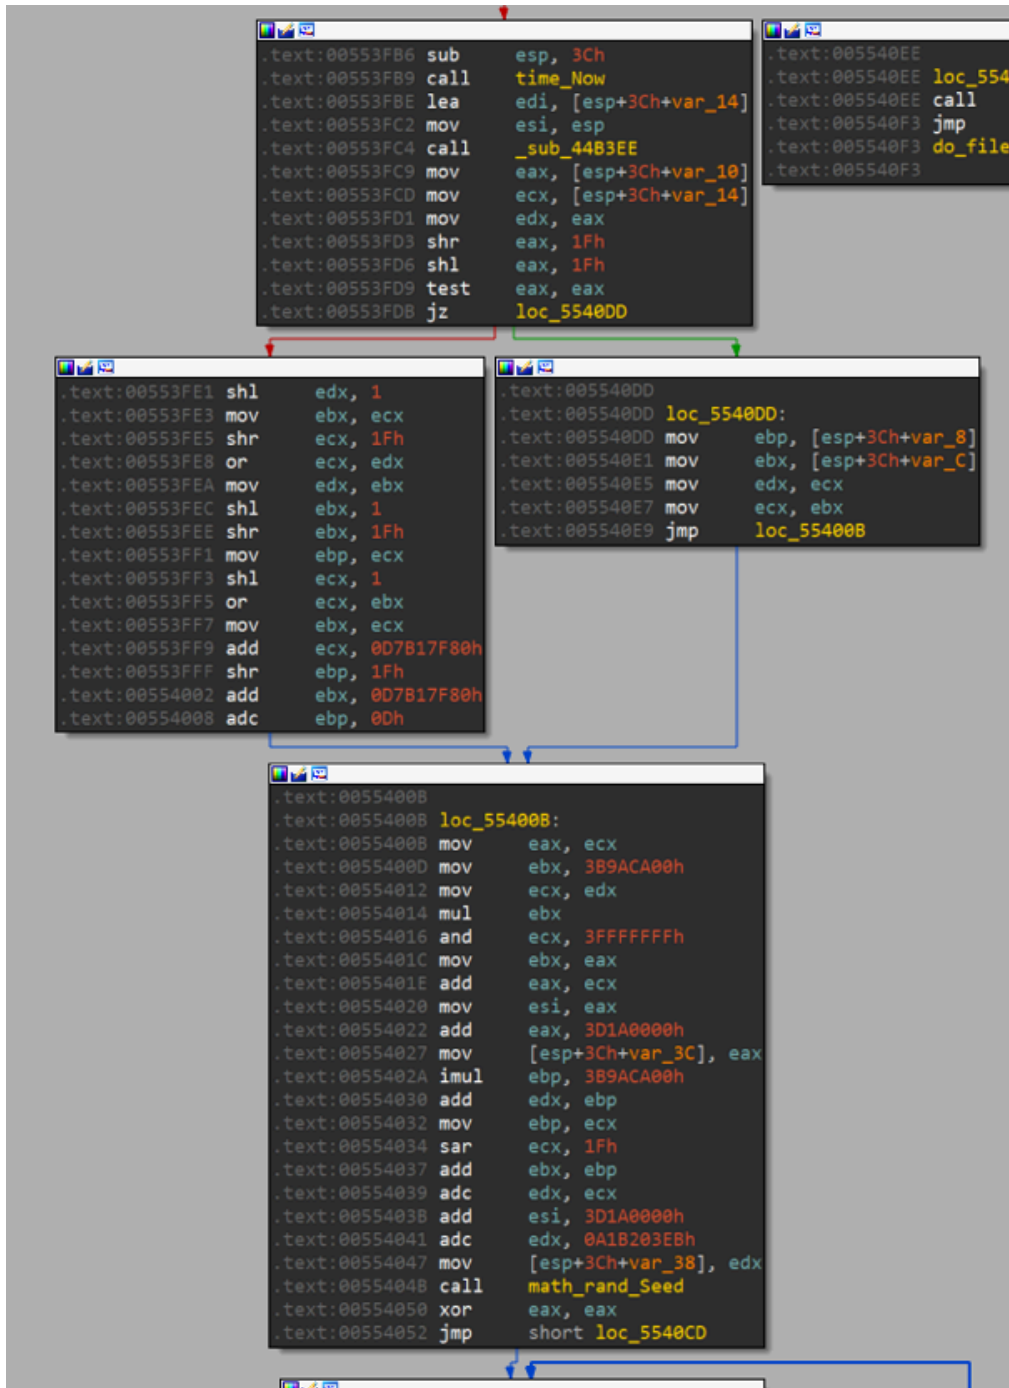 .text:00553FB6 sub esp, 3Ch
.text:00553FB9 call time_Now
.text:00553FBE lea edi, [esp+3Ch+var_14]
.text:00553FC2 mov esi, esp
.text:00553FC4 call _sub_44B3EE
.text:00553FC9 mov eax, [esp+3Ch+var_10]
.text:00553FCD mov ecx, [esp+3Ch+var_14]
.text:00553FD1 mov edx, eax
.text:00553FD3 shr eax, 1Fh
.text:00553FD6 shl eax, 1Fh
.text:00553FD9 test eax, eax
.text:00553FDB jz loc_5540DD
.text:005540EE
.text:005540EE loc_554
.text:005540EE call
.text:005540F3 jmp
.text:005540F3 do_file
.text:005540F3
.text:00553FE1 shl edx, 1
.text:00553FE3 mov ebx, ecx
.text:00553FE5 shr ecx, 1Fh
.text:00553FE8 or ecx, edx
.text:00553FEA mov edx, ebx
.text:00553FEC shl ebx, 1
.text:00553FEE shr ebx, 1Fh
.text:00553FF1 mov ebp, ecx
.text:00553FF3 shl ecx, 1
.text:00553FF5 or ecx, ebx
.text:00553FF7 mov ebx, ecx
.text:00553FF9 add ecx, 0D7B17F80h
.text:00553FFF shr ebp, 1Fh
.text:00554002 add ebx, 0D7B17F80h
.text:00554008 adc ebp, 0Dh
.text:005540DD
.text:005540DD loc_5540DD:
.text:005540DD mov ebp, [esp+3Ch+var_8]
.text:005540E1 mov ebx, [esp+3Ch+var_C]
.text:005540E5 mov edx, ecx
.text:005540E7 mov ecx, ebx
.text:005540E9 jmp loc_55400B
.text:0055400B
.text:0055400B loc_55400B:
.text:0055400B mov eax, ecx
.text:0055400D mov ebx, 3B9ACA00h
.text:00554012 mov ecx, edx
.text:00554014 mul ebx
.text:00554016 and ecx, 3FFFFFFFh
.text:0055401C mov ebx, eax
.text:0055401E add eax, ecx
.text:00554020 mov esi, eax
.text:00554022 add eax, 3D1A0000h
.text:00554027 mov [esp+3Ch+var_3C], eax
.text:0055402A imul ebp, 3B9ACA00h
.text:00554030 add edx, ebp
.text:00554032 mov ebp, ecx
.text:00554034 sar ecx, 1Fh
.text:00554037 add ebx, ebp
.text:00554039 adc edx, ecx
.text:0055403B add esi, 3D1A0000h
.text:00554041 adc edx, 0A1B203EBh
.text:00554047 mov [esp+3Ch+var_38], edx
.text:0055404B call math_rand_Seed
.text:00554050 xor eax, eax
.text:00554052 jmp short loc_5540CD